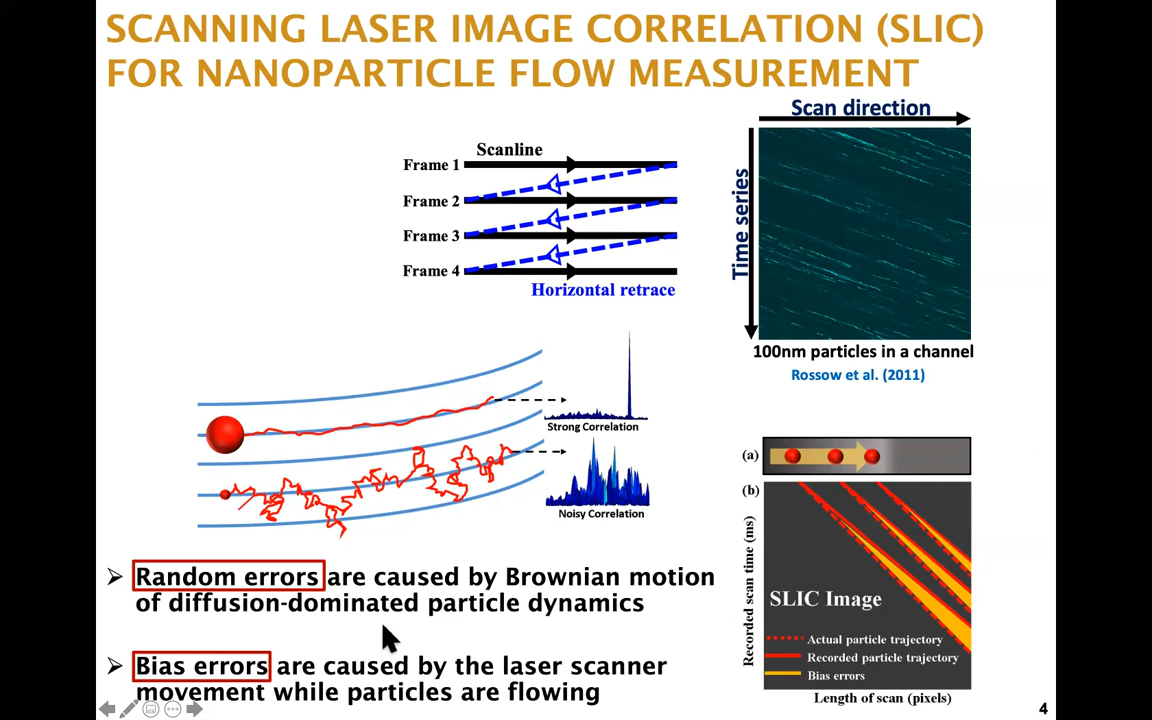 SCANNING LASER IMAGE CORRELATION (SLIC)
FOR NANOPARTICLE FLOW MEASUREMENT
Scanline
Frame 1
Frame 2
Frame 3
Frame 4
Horizontal retrace
Scan direction
Time series
100nm particles in a channel
Rossow et al. (2011)
Strong Correlation
Noisy Correlation
(a)
(b)
Recorded scan time (ms)
SLIC Image
Actual particle trajectory
Recorded particle trajectory
Bias errors
Length of scan (pixels)
➢ Random errors are caused by Brownian motion
of diffusion-dominated particle dynamics
➢ Bias errors are caused by the laser scanner
movement while particles are flowing
4